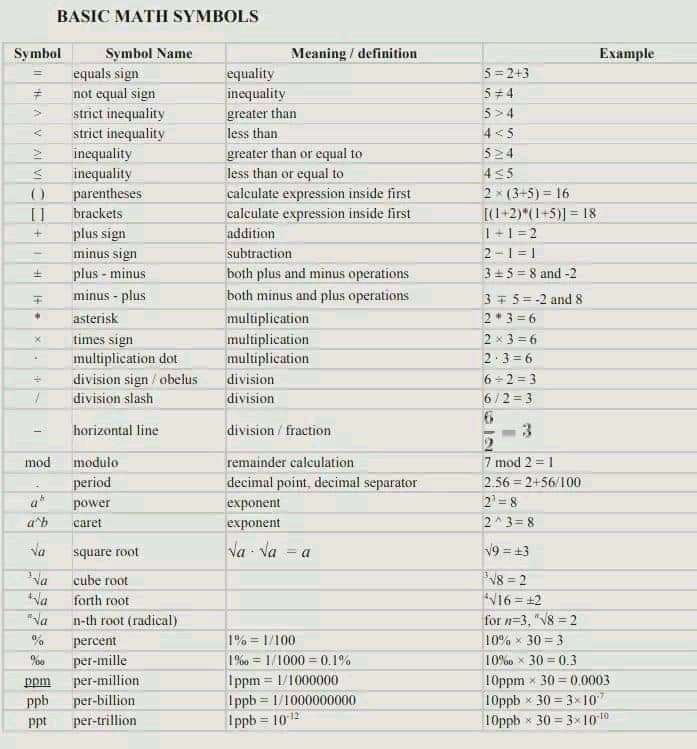 BASIC MATH SYMBOLS
Symbol Symbol Name Meaning / definition Example
= equals sign equality 5 = 2+3
≠ not equal sign inequality 5 ≠ 4
> strict inequality greater than 5 > 4
< strict inequality less than 4 < 5
≥ inequality greater than or equal to 5 ≥ 4
≤ inequality less than or equal to 4 ≤ 5
( ) parentheses calculate expression inside first 2 × (3+5) = 16
[ ] brackets calculate expression inside first [(1+2)*(1+5)] = 18
+ plus sign addition 1 + 1 = 2
− minus sign subtraction 2 − 1 = 1
± plus - minus both plus and minus operations 3 ± 5 = 8 and -2
∓ minus - plus both minus and plus operations 3 ∓ 5 = -2 and 8
* asterisk multiplication 2 * 3 = 6
× times sign multiplication 2 × 3 = 6
· multiplication dot multiplication 2 · 3 = 6
÷ division sign / obelus division 6 ÷ 2 = 3
/ division slash division 6 / 2 = 3
– horizontal line division / fraction 6/2 = 3
mod modulo remainder calculation 7 mod 2 = 1
. period decimal point, decimal separator 2.56 = 2+56/100
aᵇ power exponent 2³ = 8
a^b caret exponent 2 ^ 3 = 8
√a square root √a · √a = a √9 = ±3
³√a cube root ³√8 = 2
⁴√a forth root ⁴√16 = ±2
ⁿ√a n-th root (radical) for n=3, ⁿ√8 = 2
% percent 1% = 1/100 10% × 30 = 3
‰ per-mille 1‰ = 1/1000 = 0.1% 10‰ × 30 = 0.3
ppm per-million 1ppm = 1/1000000 10ppm × 30 = 0.0003
ppb per-billion 1ppb = 1/1000000000 10ppb × 30 = 3×10⁻⁷
ppt per-trillion 1ppb = 10⁻¹² 10ppb × 30 = 3×10⁻¹⁰